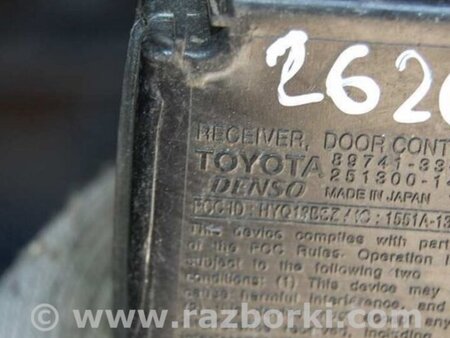 262
RECEIVER, DOOR CONT
TOYOTA 89741-33
DENSO 251300-1
MADE IN JAPAN
FCC ID : HYQ13BSZ / IC : 1551A-13
This device complies with part
of the FCC Rules. Operation i
subject to the following two
conditions: (1) This device may
cause harmful interference, and
received, including
www.razborki.com